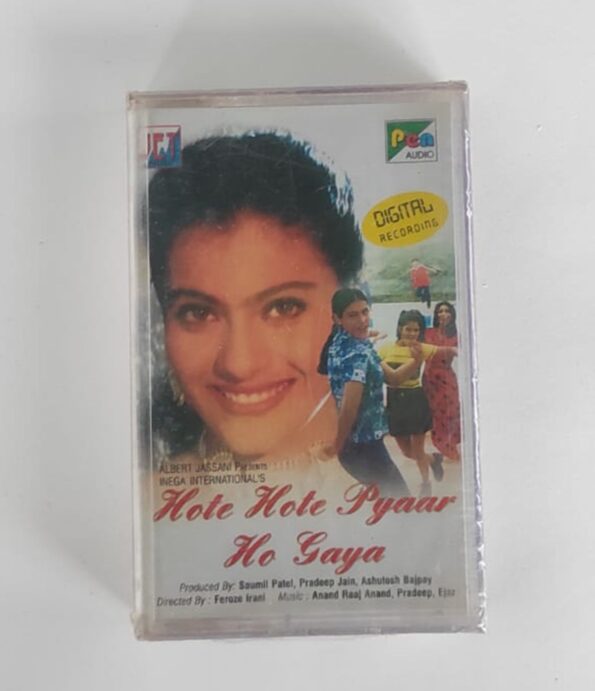 Pen
AUDIO
DIGITAL
RECORDING
ALBERT JASSANI Presents
INEGA INTERNATIONAL'S
Hote Hote Pyaar
Ho Gaya
Produced By: Saumil Patel, Pradeep Jain, Ashutosh Bajpay
Directed By : Feroze Irani Music : Anand Raaj Anand, Pradeep, Ejaz